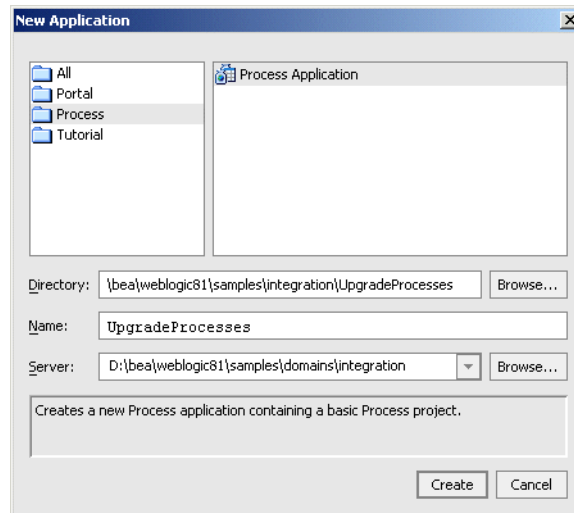 New Application
All
Portal
Process
Tutorial
Process Application
Directory: \bea\weblogic81\samples\integration\UpgradeProcesses Browse...
Name: UpgradeProcesses
Server: D:\bea\weblogic81\samples\domains\integration Browse...
Creates a new Process application containing a basic Process project.
Create Cancel